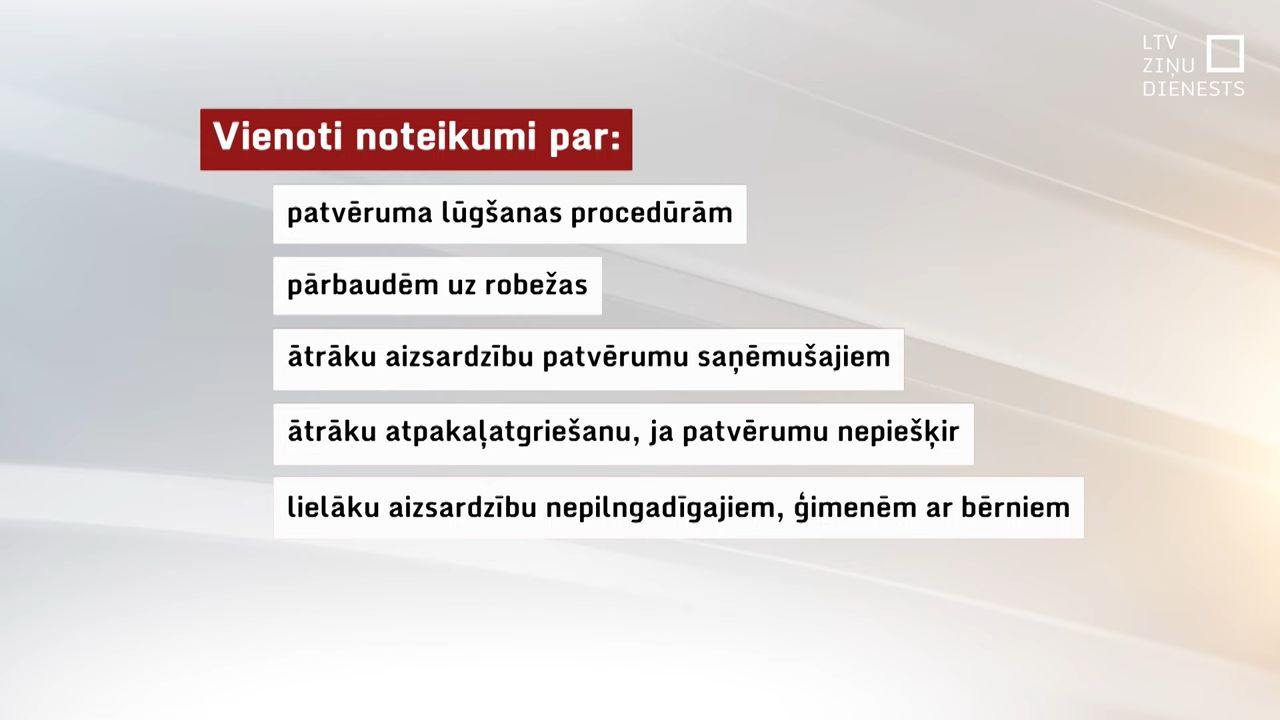 LTV
ZIŅU
DIENESTS
Vienoti noteikumi par:
patvēruma lūgšanas procedūrām
pārbaudēm uz robežas
ātrāku aizsardzību patvērumu saņēmušajiem
ātrāku atpakaļatgriešanu, ja patvērumu nepiešķir
lielāku aizsardzību nepilngadīgajiem, ģimenēm ar bērniem